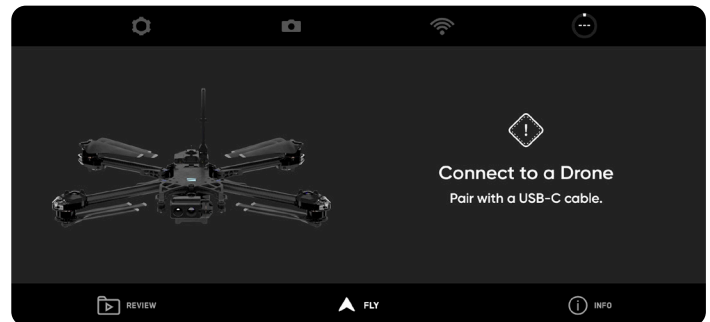 ---
!
Connect to a Drone
Pair with a USB-C cable.
REVIEW
FLY
i INFO